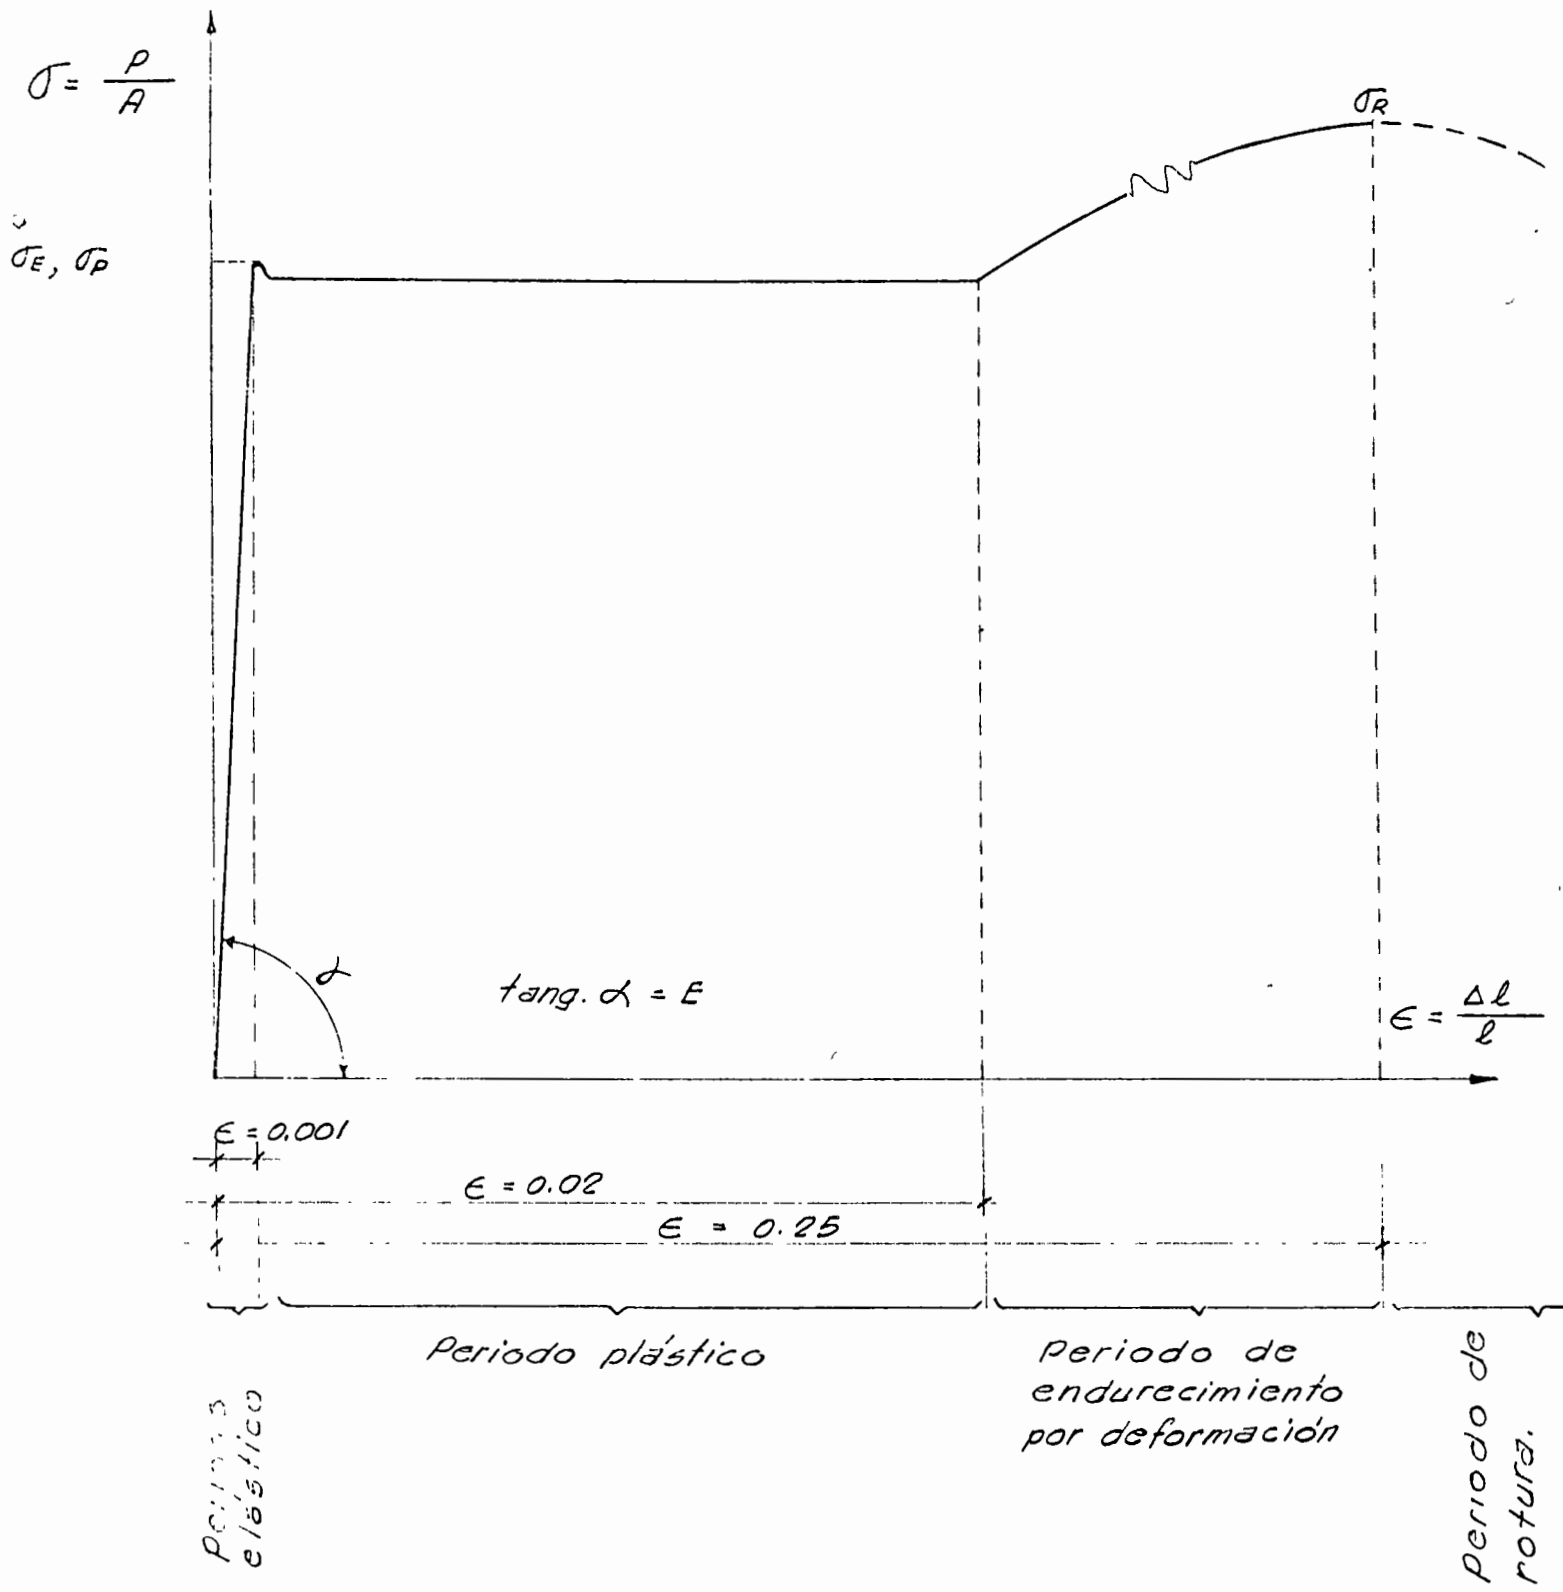 σ = P / A
σR
σE, σP
α
tang. α = E
ϵ = Δl / l
ϵ = 0.001
ϵ = 0.02
ϵ = 0.25
Periodo plástico
Periodo de
endurecimiento
por deformación
elástico
Periodo de
rotura.